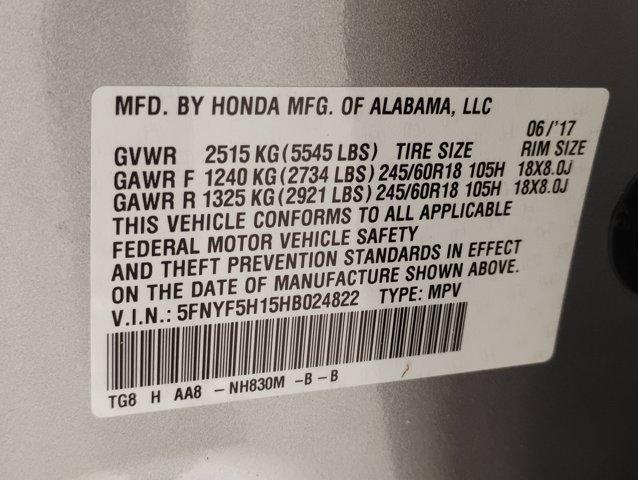 MFD. BY HONDA MFG. OF ALABAMA, LLC
06/'17
GVWR 2515 KG (5545 LBS) TIRE SIZE RIM SIZE
GAWR F 1240 KG (2734 LBS) 245/60R18 105H 18X8.0J
GAWR R 1325 KG (2921 LBS) 245/60R18 105H 18X8.0J
THIS VEHICLE CONFORMS TO ALL APPLICABLE
FEDERAL MOTOR VEHICLE SAFETY
AND THEFT PREVENTION STANDARDS IN EFFECT
ON THE DATE OF MANUFACTURE SHOWN ABOVE.
V.I.N.: 5FNYF5H15HB024822 TYPE: MPV
TG8 H AA8 -NH830M -B-B